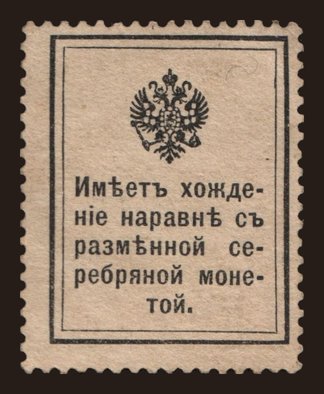 Имѣетъ хожде-
ніе наравнѣ съ
размѣнной се-
ребряной моне-
той.